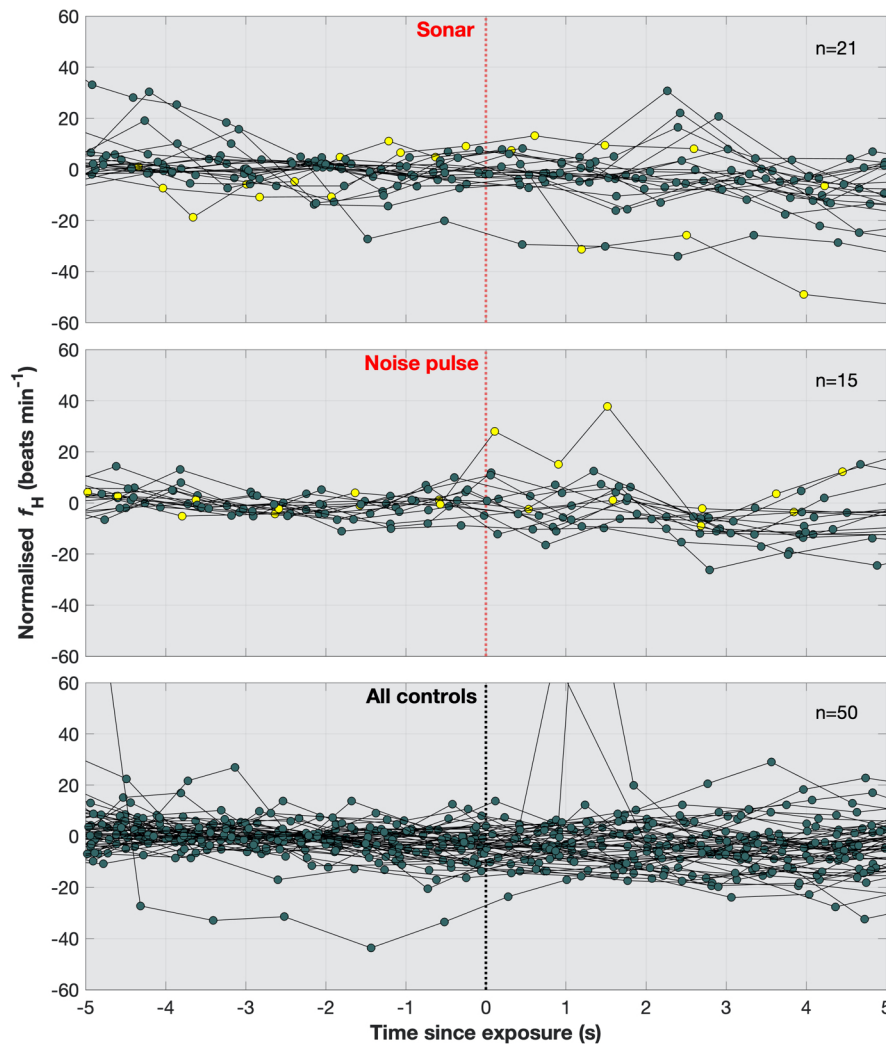 Sonar
n=21
60
40
20
0
-20
-40
-60
Noise pulse
n=15
60
40
20
0
-20
-40
-60
Normalised fH (beats min-1)
All controls
n=50
60
40
20
0
-20
-40
-60
-5 -4 -3 -2 -1 0 1 2 3 4 5
Time since exposure (s)